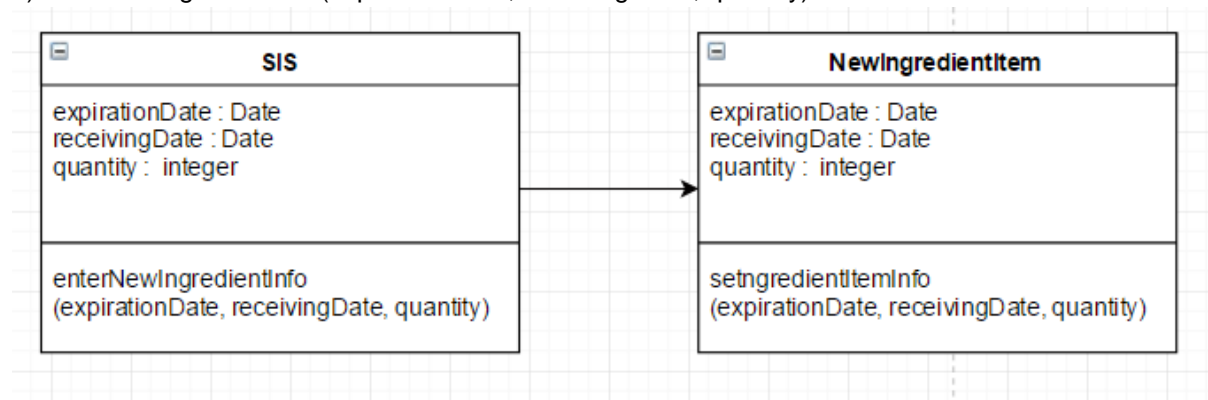 SIS
expirationDate : Date
receivingDate : Date
quantity : integer
enterNewIngredientInfo
(expirationDate, receivingDate, quantity)
NewIngredientItem
expirationDate : Date
receivingDate : Date
quantity : integer
setngredientItemInfo
(expirationDate, receivingDate, quantity)